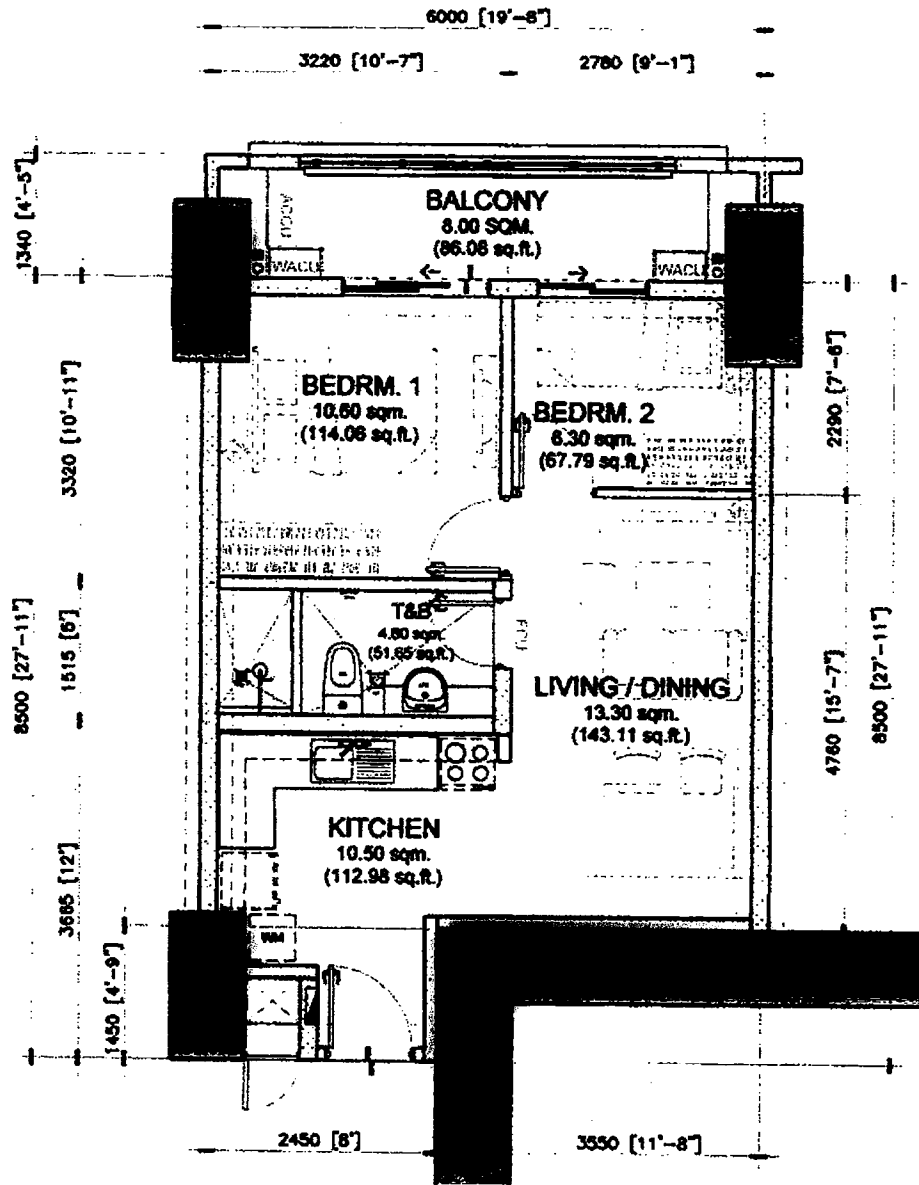 6000 [19'-8"]
3220 [10'-7"]
2780 [9'-1"]
1340 [4'-5"]
BALCONY
8.00 SQM.
(86.08 sq.ft.)
ACCU
WACU
WACU
BEDRM. 1
10.60 sqm.
(114.06 sq.ft.)
BEDRM. 2
6.30 sqm.
(67.79 sq.ft.)
2290 [7'-6"]
3320 [10'-11"]
T&B
4.80 sqm.
(51.65 sq.ft.)
FCU
8500 [27'-11"]
1515 [5']
LIVING / DINING
13.30 sqm.
(143.11 sq.ft.)
4760 [15'-7"]
8500 [27'-11"]
KITCHEN
10.50 sqm.
(112.98 sq.ft.)
3665 [12']
WM
1450 [4'-9"]
2450 [8']
3550 [11'-8"]